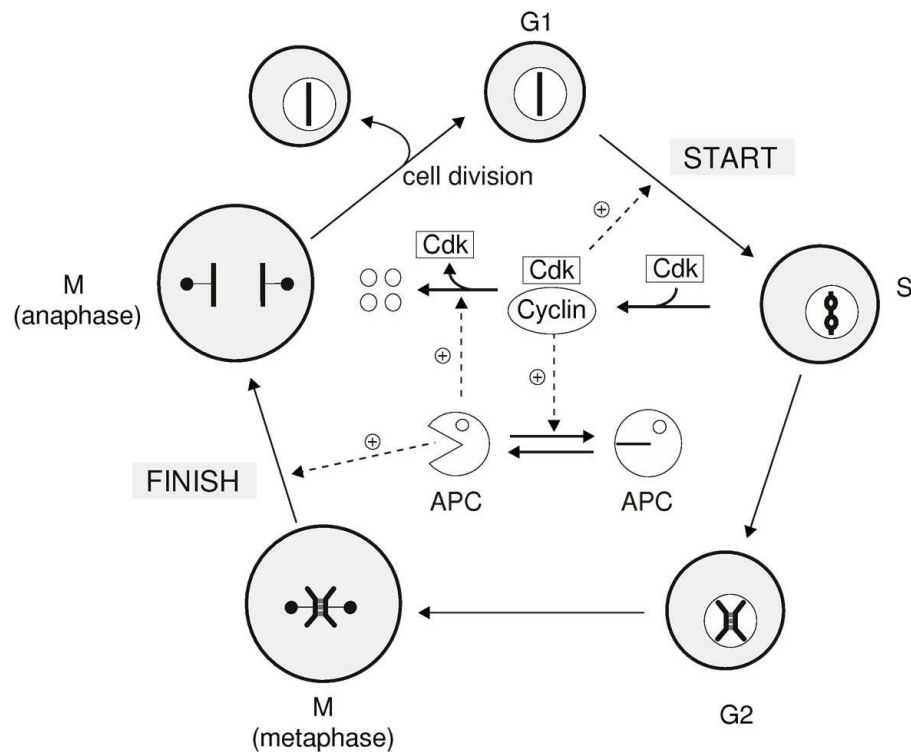 G1
START
cell division
Cdk
Cdk
Cdk
Cyclin
S
M
(anaphase)
+
+
+
+
FINISH
APC
APC
M
(metaphase)
G2